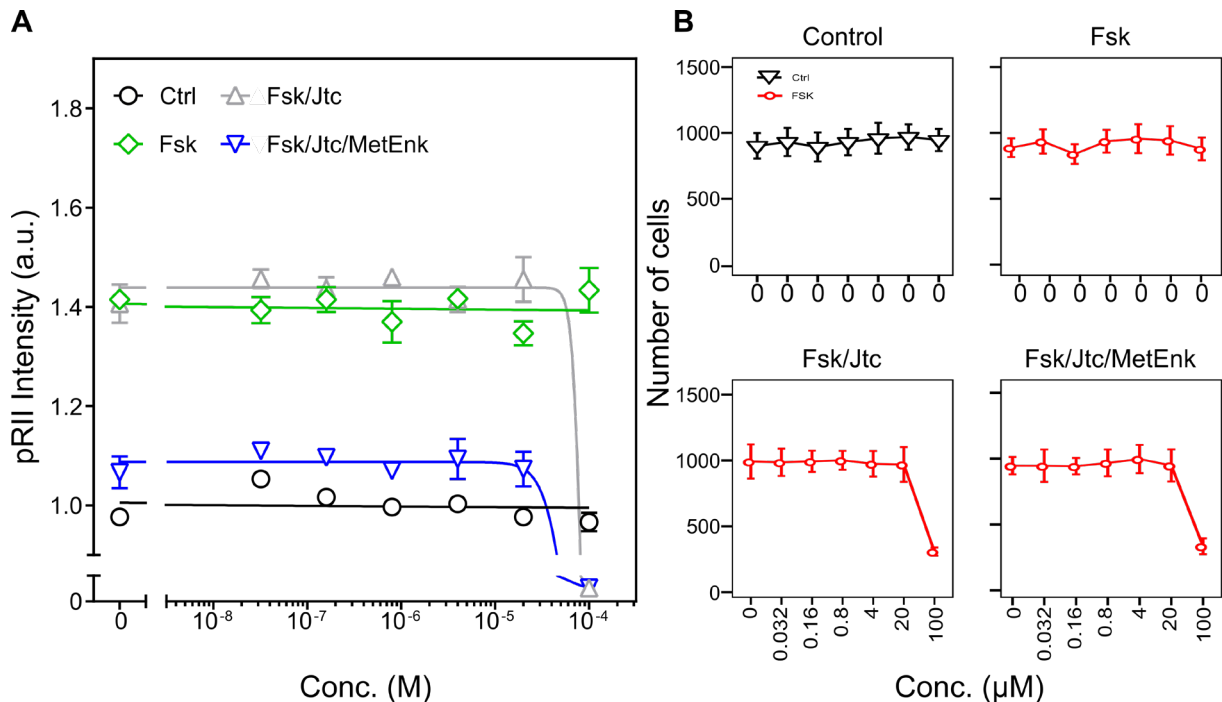 A
B
Ctrl
Fsk/Jtc
Fsk
Fsk/Jtc/MetEnk
pRII Intensity (a.u.)
1.8
1.6
1.4
1.2
1.0
0
0
10-8
10-7
10-6
10-5
10-4
Conc. (M)
Control
Fsk
Number of cells
1500
1000
500
0
Ctrl
FSK
0 0 0 0 0 0 0
0 0 0 0 0 0 0
Fsk/Jtc
Fsk/Jtc/MetEnk
1500
1000
500
0
0 0.032 0.16 0.8 4 20 100
0 0.032 0.16 0.8 4 20 100
Conc. (µM)